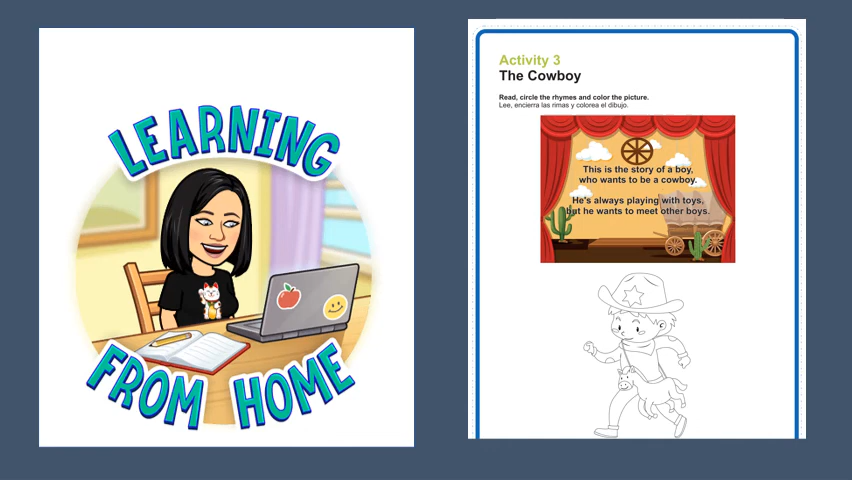 LEARNING
FROM HOME
Activity 3
The Cowboy
Read, circle the rhymes and color the picture.
Lee, encierra las rimas y colorea el dibujo.
This is the story of a boy,
who wants to be a cowboy.
He's always playing with toys,
but he wants to meet other boys.